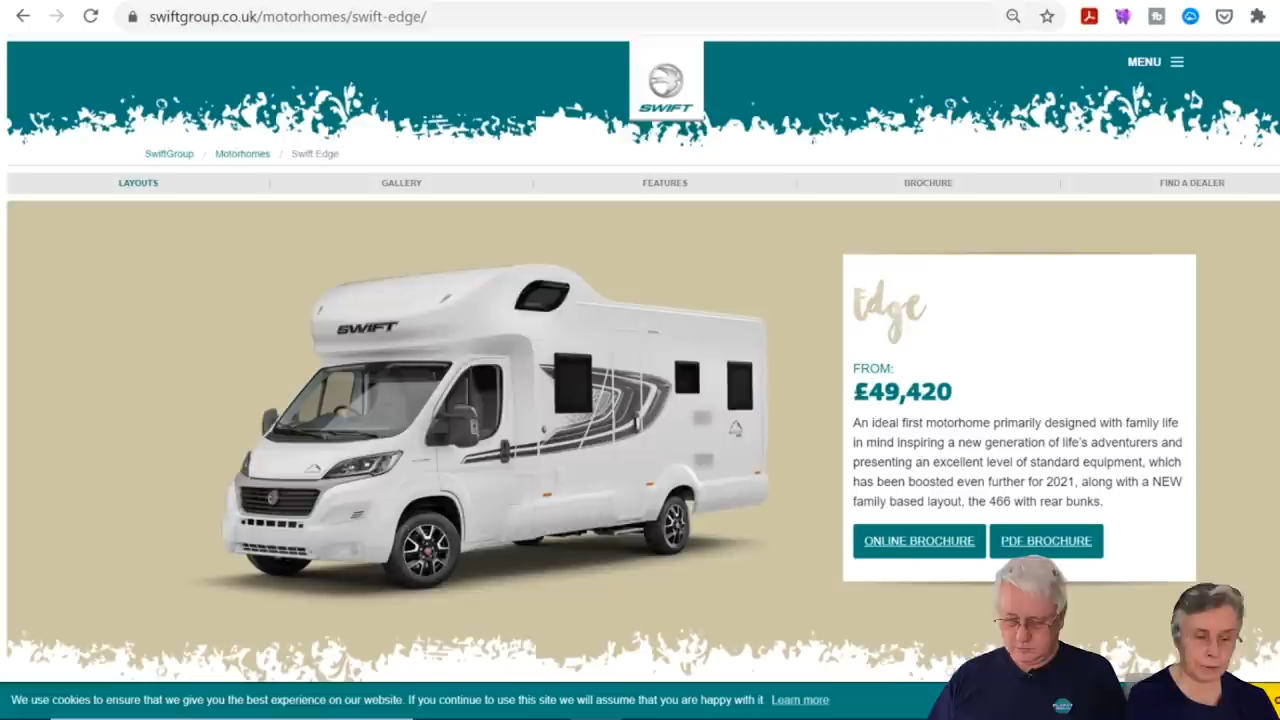 swiftgroup.co.uk/motorhomes/swift-edge/
MENU
SWIFT
SwiftGroup / Motorhomes / Swift Edge
LAYOUTS | GALLERY | FEATURES | BROCHURE | FIND A DEALER
SWIFT
Edge
FROM:
£49,420
An ideal first motorhome primarily designed with family life
in mind inspiring a new generation of life's adventurers and
presenting an excellent level of standard equipment, which
has been boosted even further for 2021, along with a NEW
family based layout, the 466 with rear bunks.
ONLINE BROCHURE PDF BROCHURE
We use cookies to ensure that we give you the best experience on our website. If you continue to use this site we will assume that you are happy with it. Learn more